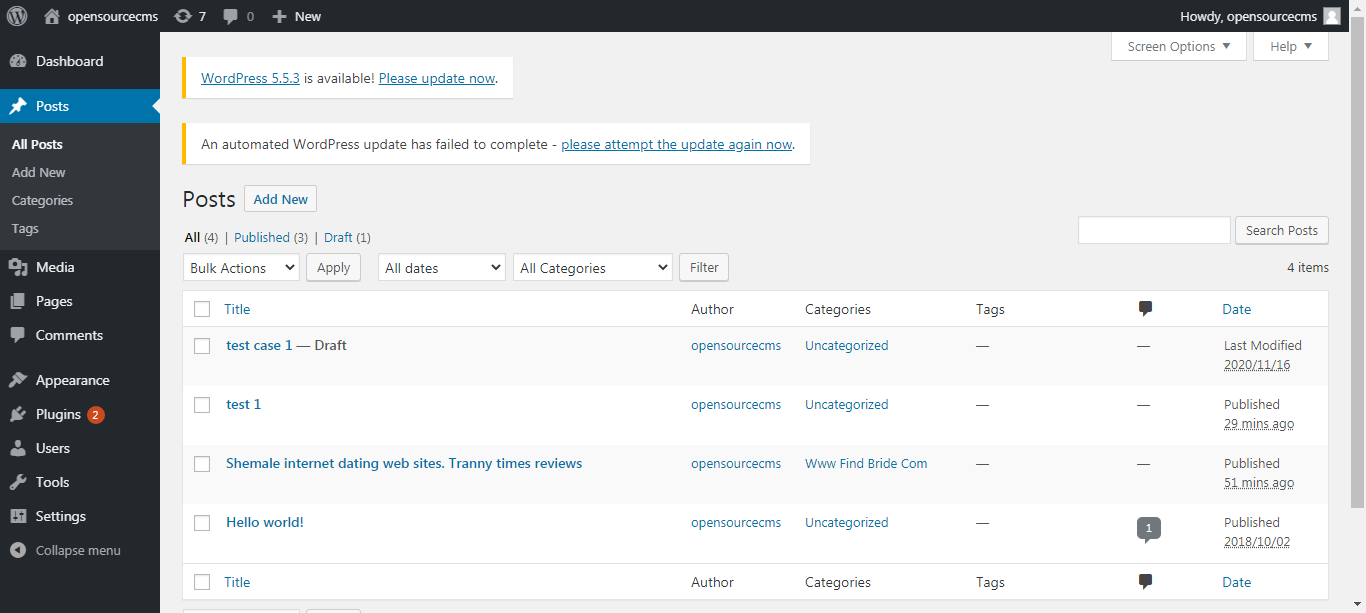 opensourcecms 7 0 New Howdy, opensourcecms
Screen Options Help
Dashboard
Posts
All Posts
Add New
Categories
Tags
Media
Pages
Comments
Appearance
Plugins 2
Users
Tools
Settings
Collapse menu
WordPress 5.5.3 is available! Please update now.
An automated WordPress update has failed to complete - please attempt the update again now.
Posts Add New
All (4) | Published (3) | Draft (1)
Search Posts
Bulk Actions Apply All dates All Categories Filter 4 items
Title Author Categories Tags Date
test case 1 — Draft opensourcecms Uncategorized — — Last Modified
2020/11/16
test 1 opensourcecms Uncategorized — — Published
29 mins ago
Shemale internet dating web sites. Tranny times reviews opensourcecms Www Find Bride Com — — Published
51 mins ago
Hello world! opensourcecms Uncategorized — 1 Published
2018/10/02
Title Author Categories Tags Date